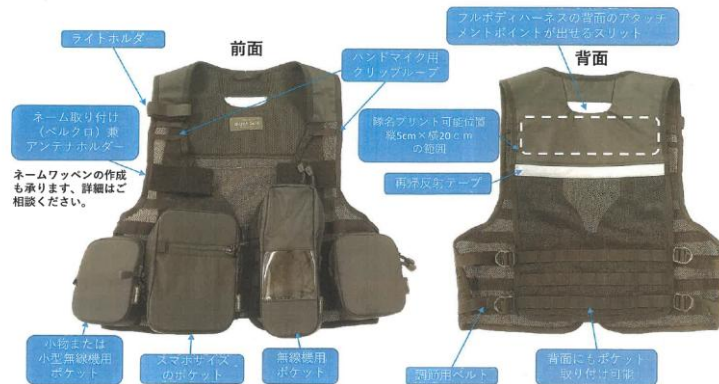 ライトホルダー
前面
ハンドマイク用
クリップループ
ネーム取り付け
(ベルクロ)兼
アンテナホルダー
ネームワッペンの作成
も承ります、詳細はご
相談ください。
小物または
小型無線機用
ポケット
スマホサイズ
のポケット
無線機用
ポケット
フルボディハーネスの背面のアタッチ
メントポイントが出せるスリット
背面
隊名プリント可能位置
縦5cm×横20cm
の範囲
再帰反射テープ
調節用ベルト
背面にもポケット
取り付け可能